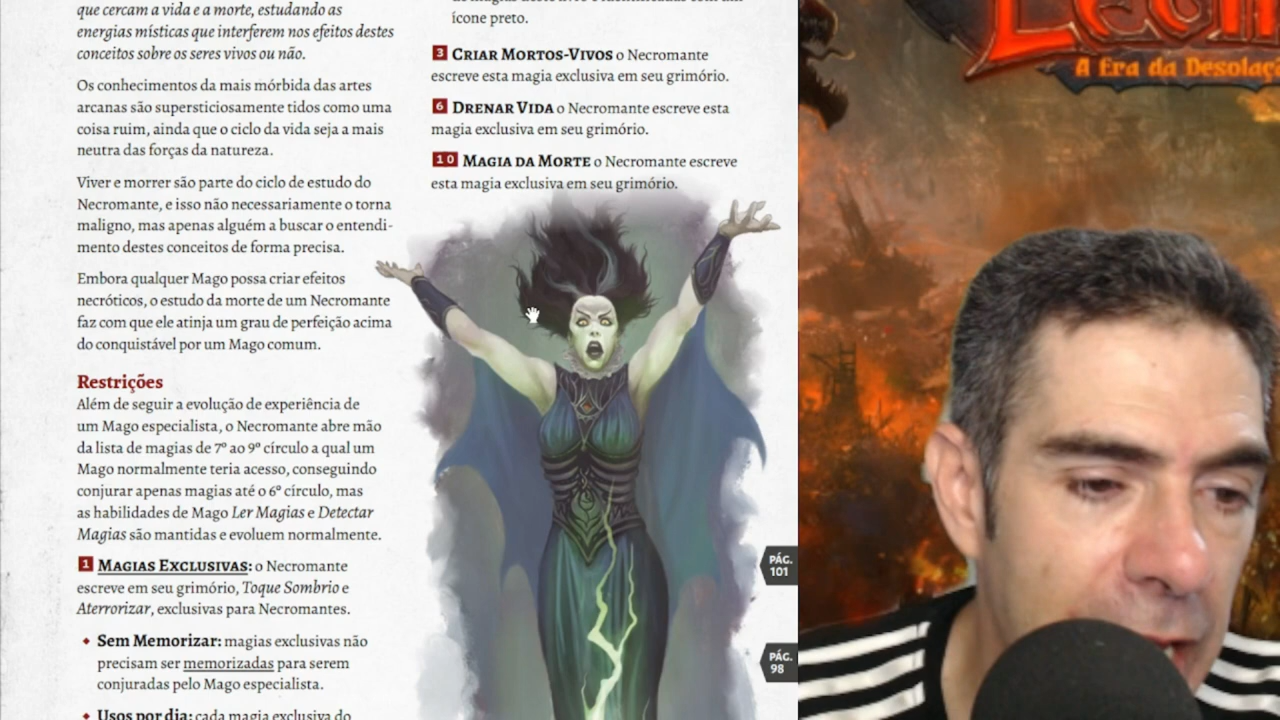 que cercam a vida e a morte, estudando as
energias místicas que interferem nos efeitos destes
conceitos sobre os seres vivos ou não.
Os conhecimentos da mais mórbida das artes
arcanas são supersticiosamente tidos como uma
coisa ruim, ainda que o ciclo da vida seja a mais
neutra das forças da natureza.
Viver e morrer são parte do ciclo de estudo do
Necromante, e isso não necessariamente o torna
maligno, mas apenas alguém a buscar o entendi-
mento destes conceitos de forma precisa.
Embora qualquer Mago possa criar efeitos
necróticos, o estudo da morte de um Necromante
faz com que ele atinja um grau de perfeição acima
do conquistável por um Mago comum.
Restrições
Além de seguir a evolução de experiência de
um Mago especialista, o Necromante abre mão
da lista de magias de 7º ao 9º círculo a qual um
Mago normalmente teria acesso, conseguindo
conjurar apenas magias até o 6º círculo, mas
as habilidades de Mago Ler Magias e Detectar
Magias são mantidas e evoluem normalmente.
1 Magias Exclusivas: o Necromante
escreve em seu grimório, Toque Sombrio e
Aterrorizar, exclusivas para Necromantes.
Sem Memorizar: magias exclusivas não
precisam ser memorizadas para serem
conjuradas pelo Mago especialista.
Usos por dia: cada magia exclusiva do
ícone preto.
3 Criar Mortos-Vivos o Necromante
escreve esta magia exclusiva em seu grimório.
6 Drenar Vida o Necromante escreve esta
magia exclusiva em seu grimório.
10 Magia da Morte o Necromante escreve
esta magia exclusiva em seu grimório.
PÁG.
101
PÁG.
98
A Era da